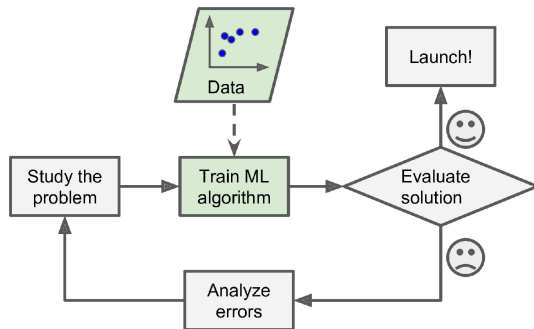 Data
Launch!
Study the
problem
Train ML
algorithm
Evaluate
solution
Analyze
errors